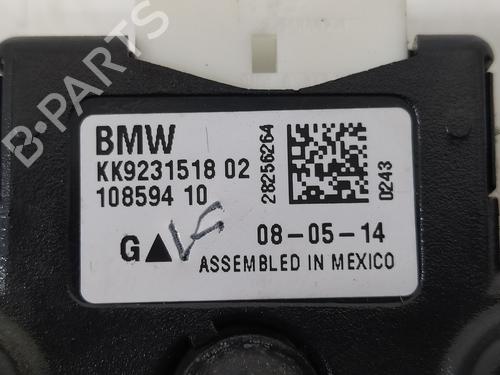 BMW
KK9231518 02
108594 10
28256264
0243
G▲
08-05-14
ASSEMBLED IN MEXICO
B-PARTS